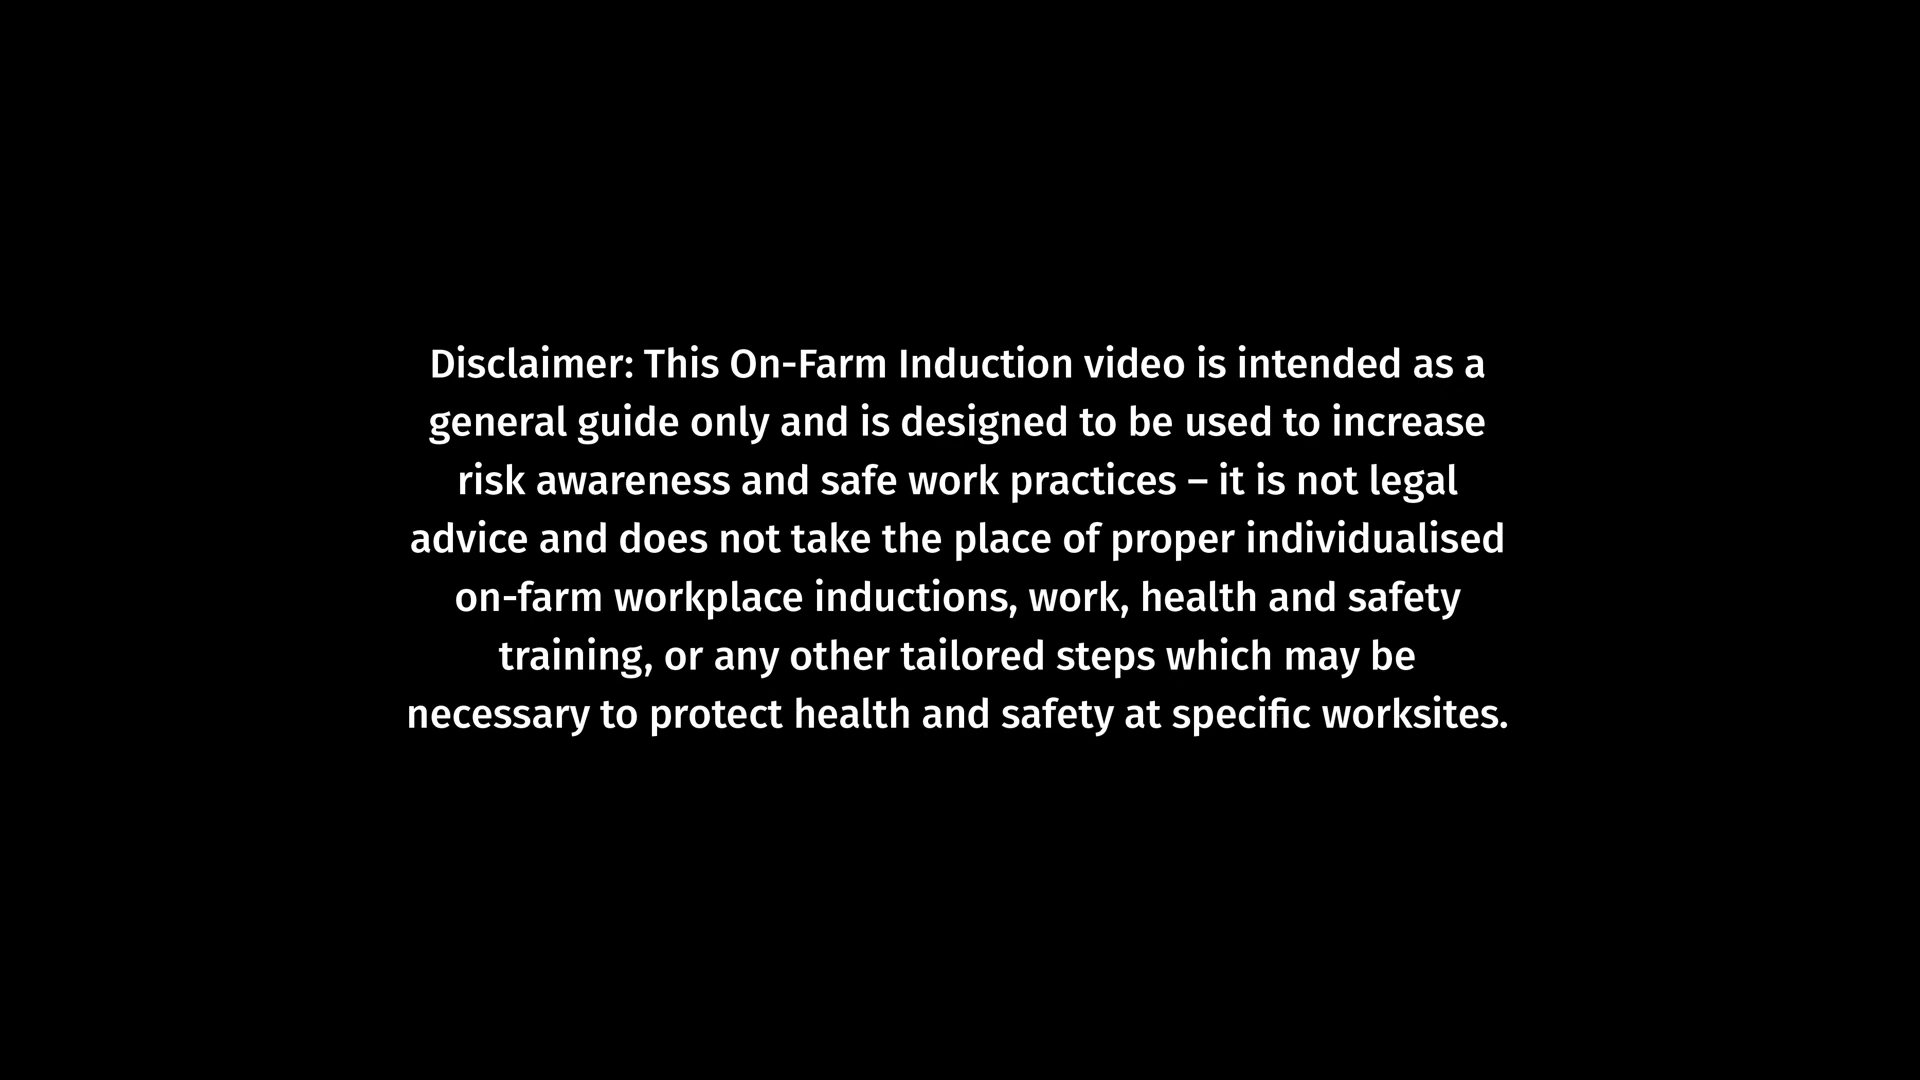 Disclaimer: This On-Farm Induction video is intended as a
general guide only and is designed to be used to increase
risk awareness and safe work practices – it is not legal
advice and does not take the place of proper individualised
on-farm workplace inductions, work, health and safety
training, or any other tailored steps which may be
necessary to protect health and safety at specific worksites.